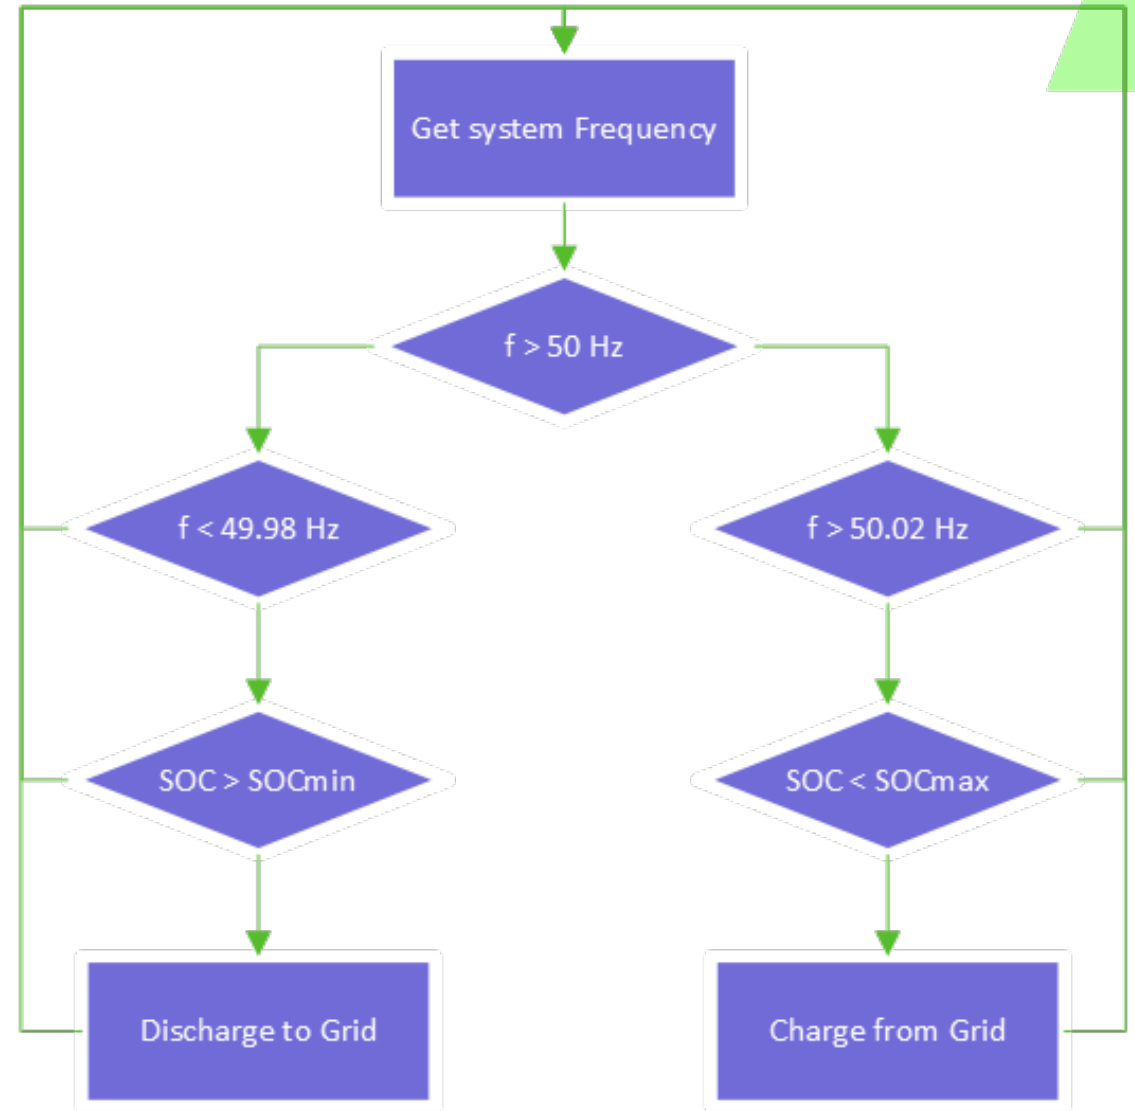 Get system Frequency
f > 50 Hz
f < 49.98 Hz
f > 50.02 Hz
SOC > SOCmin
SOC < SOCmax
Discharge to Grid
Charge from Grid